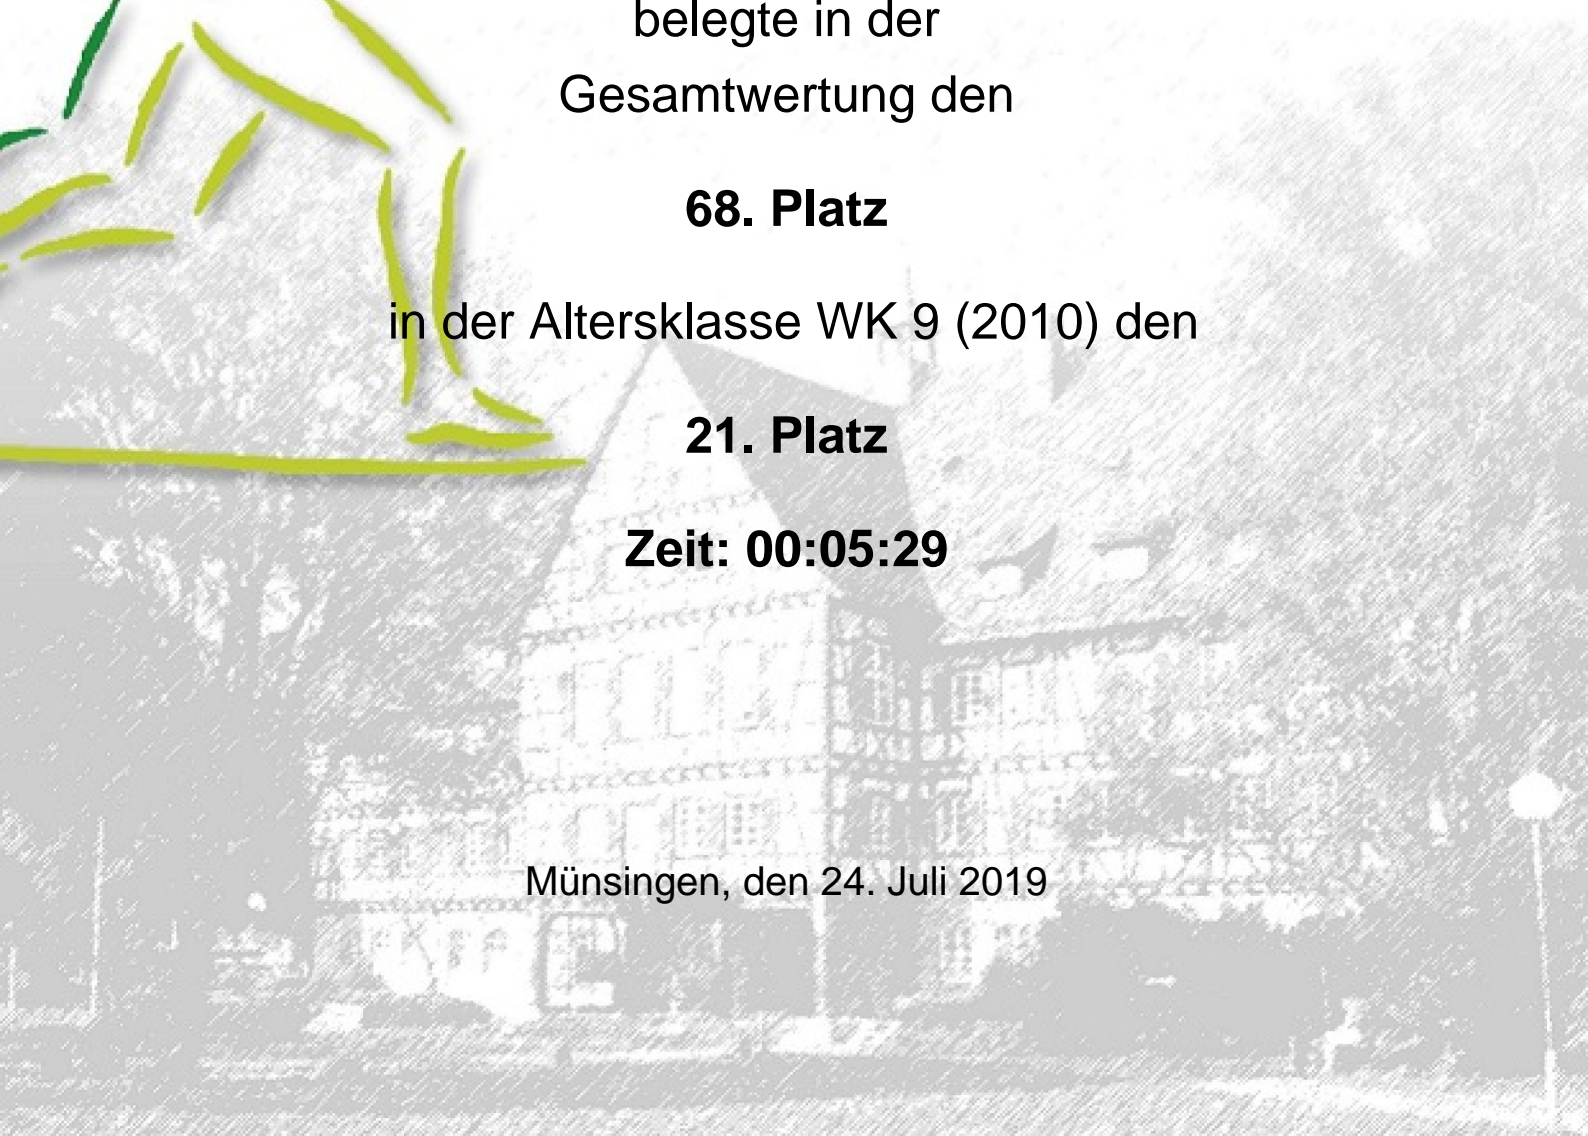 belegte in der
Gesamtwertung den
68. Platz
in der Altersklasse WK 9 (2010) den
21. Platz
Zeit: 00:05:29
Münsingen, den 24. Juli 2019